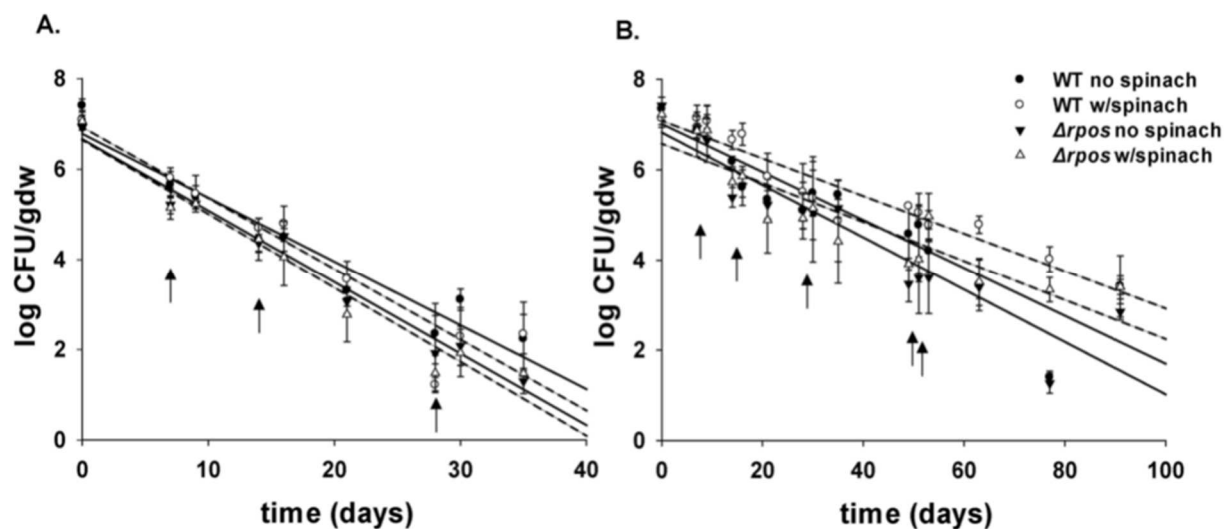 A.
8
6
4
2
0
log CFU/gdw
0 10 20 30 40
time (days)
B.
8
6
4
2
0
log CFU/gdw
0 20 40 60 80 100
time (days)
WT no spinach
WT w/spinach
Δrpos no spinach
Δrpos w/spinach